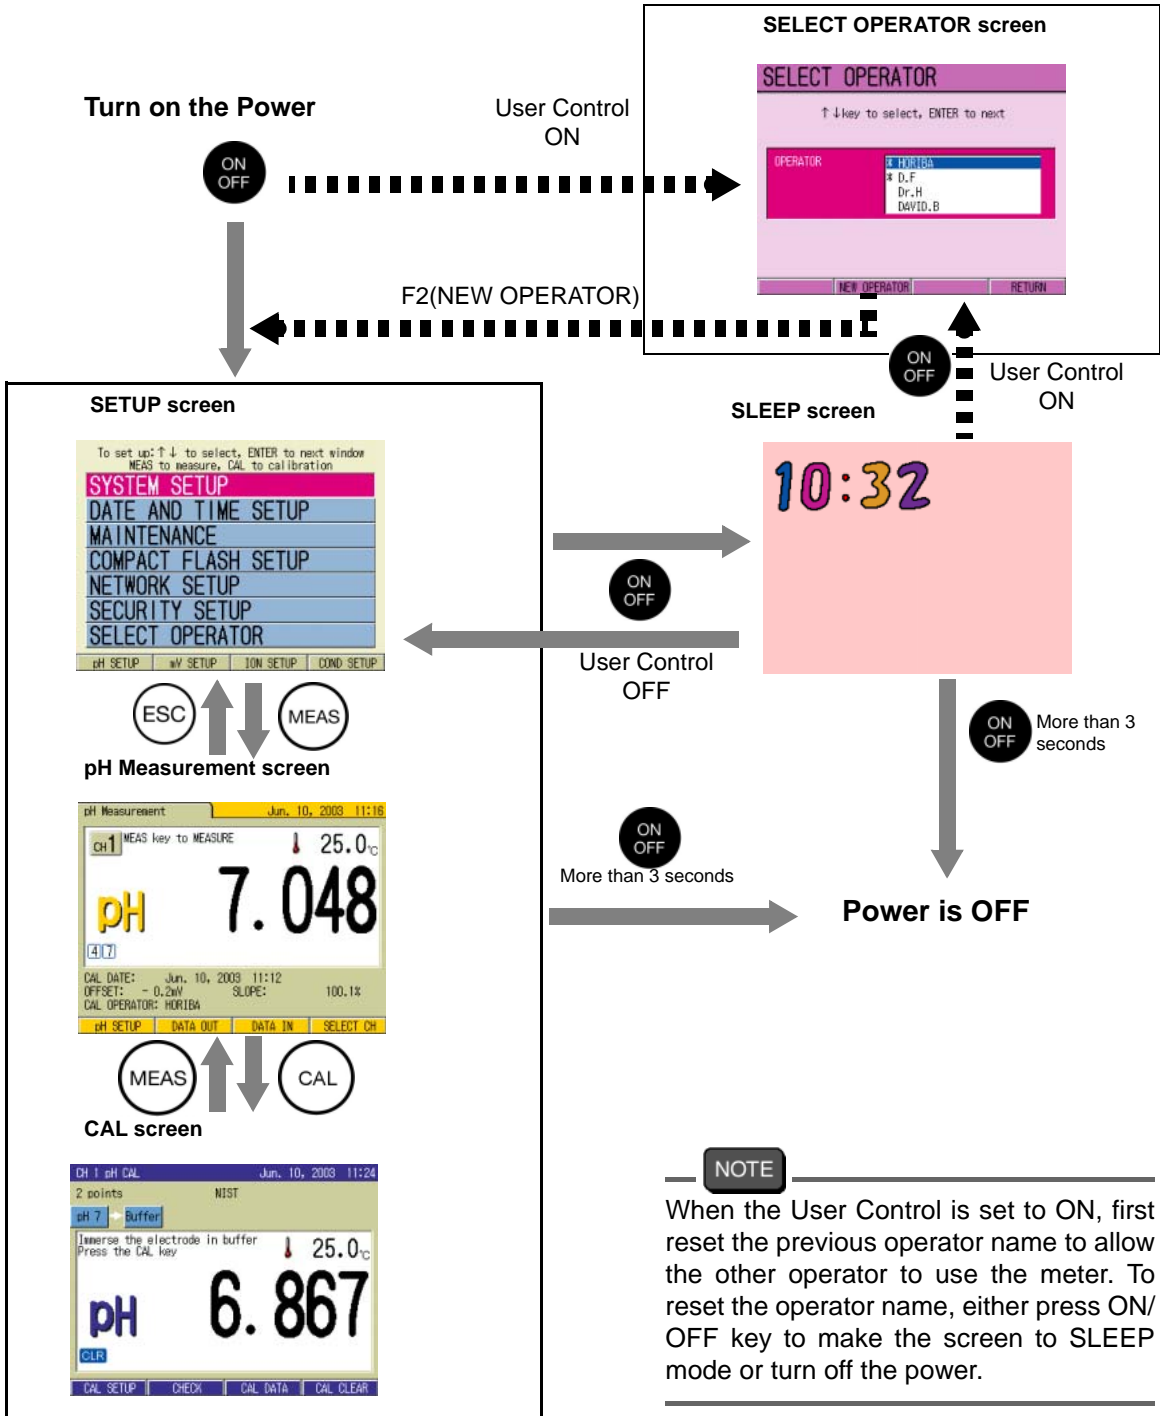 SELECT OPERATOR screen
SELECT OPERATOR
↑↓key to select, ENTER to next
OPERATOR
* HORIBA
* D.F
Dr.H
DAVID.B
NEW OPERATOR RETURN
Turn on the Power
ON
OFF
User Control
ON
F2(NEW OPERATOR)
ON
OFF
User Control
ON
SETUP screen
To set up:↑↓ to select, ENTER to next window
MEAS to measure, CAL to calibration
SYSTEM SETUP
DATE AND TIME SETUP
MAINTENANCE
COMPACT FLASH SETUP
NETWORK SETUP
SECURITY SETUP
SELECT OPERATOR
pH SETUP mV SETUP ION SETUP COND SETUP
SLEEP screen
10:32
ON
OFF
User Control
OFF
ESC MEAS
ON
OFF
More than 3
seconds
pH Measurement screen
pH Measurement Jun. 10, 2003 11:16
CH1 MEAS key to MEASURE 25.0℃
pH 7.048
4 7
CAL DATE: Jun. 10, 2003 11:12
OFFSET: - 0.2mV SLOPE: 100.1%
CAL OPERATOR: HORIBA
pH SETUP DATA OUT DATA IN SELECT CH
ON
OFF
More than 3 seconds
Power is OFF
MEAS CAL
CAL screen
CH 1 pH CAL Jun. 10, 2003 11:24
2 points NIST
pH 7 Buffer
Immerse the electrode in buffer
Press the CAL key
25.0℃
pH 6.867
CLR
CAL SETUP CHECK CAL DATA CAL CLEAR
NOTE
When the User Control is set to ON, first
reset the previous operator name to allow
the other operator to use the meter. To
reset the operator name, either press ON/
OFF key to make the screen to SLEEP
mode or turn off the power.